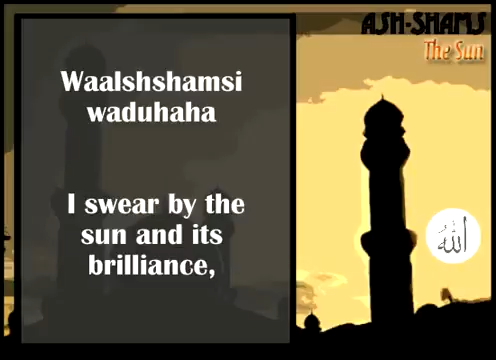 ASH-SHAMS
The Sun
Waalshshamsi
waduhaha
I swear by the
sun and its
brilliance,
الله